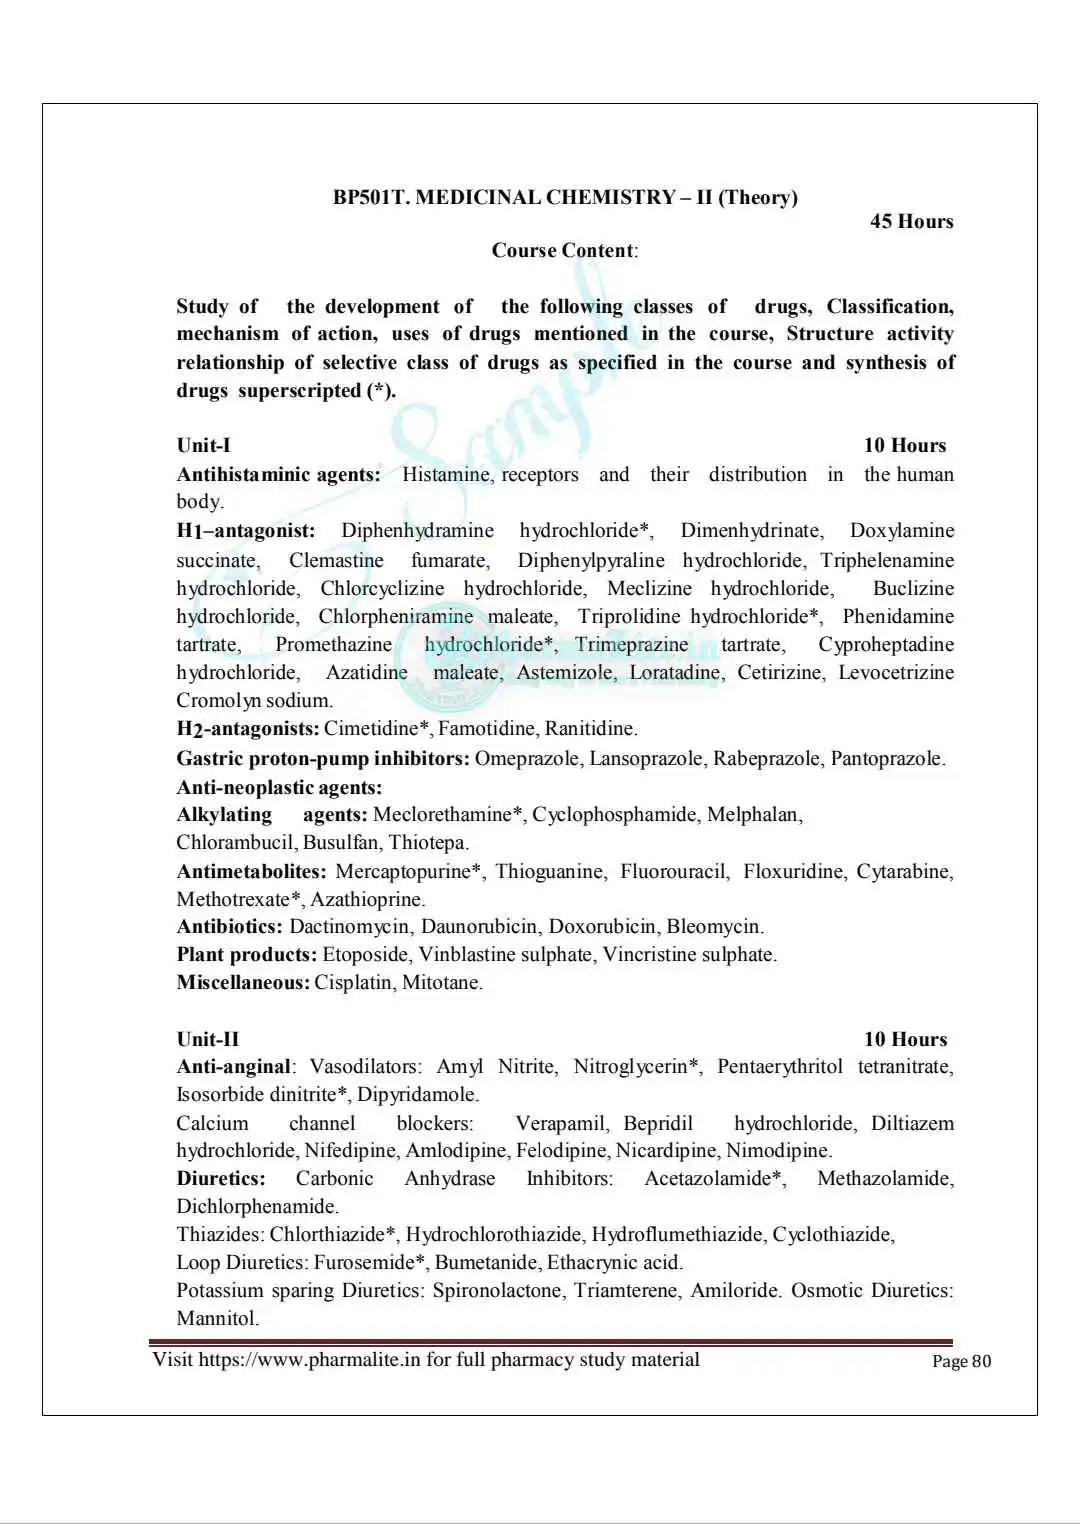 BP501T. MEDICINAL CHEMISTRY – II (Theory)
45 Hours
Course Content:
Study of the development of the following classes of drugs, Classification,
mechanism of action, uses of drugs mentioned in the course, Structure activity
relationship of selective class of drugs as specified in the course and synthesis of
drugs superscripted (*).
Unit-I 10 Hours
Antihistaminic agents: Histamine, receptors and their distribution in the human
body.
H1–antagonist: Diphenhydramine hydrochloride*, Dimenhydrinate, Doxylamine
succinate, Clemastine fumarate, Diphenylpyraline hydrochloride, Triphelenamine
hydrochloride, Chlorcyclizine hydrochloride, Meclizine hydrochloride, Buclizine
hydrochloride, Chlorpheniramine maleate, Triprolidine hydrochloride*, Phenidamine
tartrate, Promethazine hydrochloride*, Trimeprazine tartrate, Cyproheptadine
hydrochloride, Azatidine maleate, Astemizole, Loratadine, Cetirizine, Levocetrizine
Cromolyn sodium.
H2-antagonists: Cimetidine*, Famotidine, Ranitidine.
Gastric proton-pump inhibitors: Omeprazole, Lansoprazole, Rabeprazole, Pantoprazole.
Anti-neoplastic agents:
Alkylating agents: Meclorethamine*, Cyclophosphamide, Melphalan,
Chlorambucil, Busulfan, Thiotepa.
Antimetabolites: Mercaptopurine*, Thioguanine, Fluorouracil, Floxuridine, Cytarabine,
Methotrexate*, Azathioprine.
Antibiotics: Dactinomycin, Daunorubicin, Doxorubicin, Bleomycin.
Plant products: Etoposide, Vinblastine sulphate, Vincristine sulphate.
Miscellaneous: Cisplatin, Mitotane.
Unit-II 10 Hours
Anti-anginal: Vasodilators: Amyl Nitrite, Nitroglycerin*, Pentaerythritol tetranitrate,
Isosorbide dinitrite*, Dipyridamole.
Calcium channel blockers: Verapamil, Bepridil hydrochloride, Diltiazem
hydrochloride, Nifedipine, Amlodipine, Felodipine, Nicardipine, Nimodipine.
Diuretics: Carbonic Anhydrase Inhibitors: Acetazolamide*, Methazolamide,
Dichlorphenamide.
Thiazides: Chlorthiazide*, Hydrochlorothiazide, Hydroflumethiazide, Cyclothiazide,
Loop Diuretics: Furosemide*, Bumetanide, Ethacrynic acid.
Potassium sparing Diuretics: Spironolactone, Triamterene, Amiloride. Osmotic Diuretics:
Mannitol.
Visit https://www.pharmalite.in for full pharmacy study material Page 80
Sample